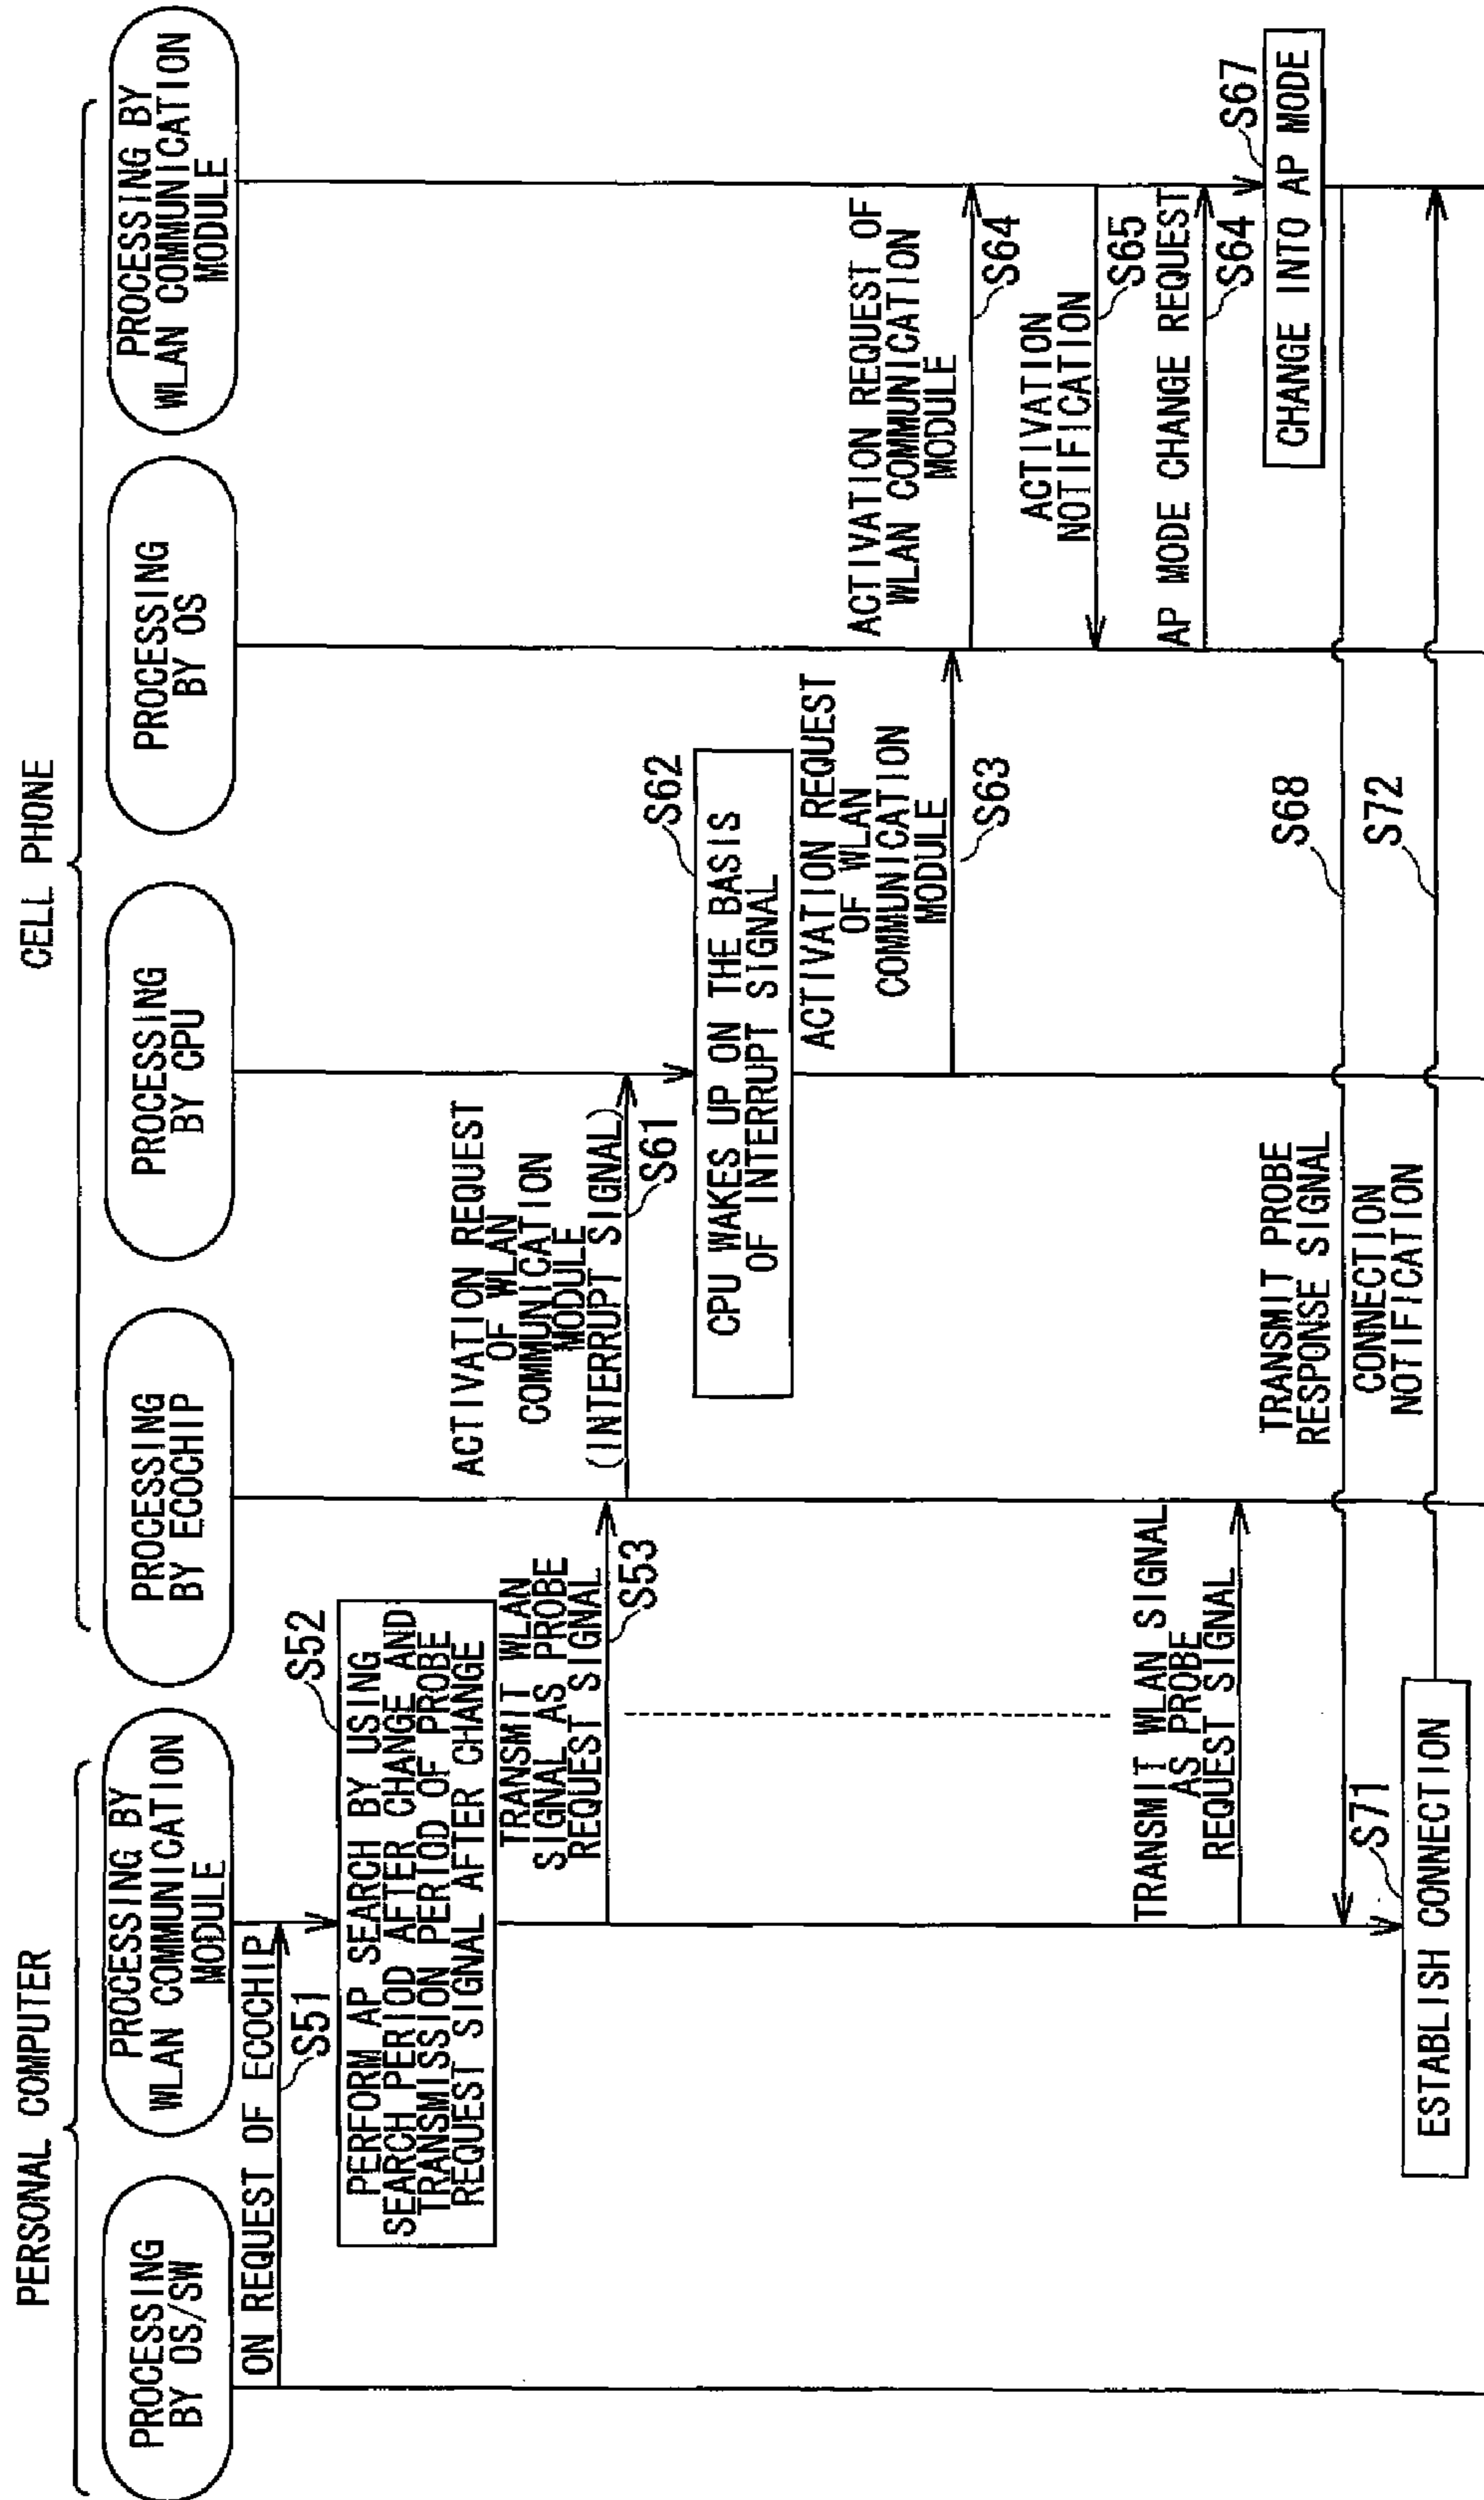 PERSONAL COMPUTER
CELL PHONE
PROCESSING
BY OS/SW
PROCESSING BY
WLAN COMMUNICATION
MODULE
PROCESSING
BY ECOCHIP
PROCESSING
BY CPU
PROCESSING
BY OS
PROCESSING BY
WLAN COMMUNICATION
MODULE
ON REQUEST OF ECOCHIP
S51
S52
PERFORM AP SEARCH BY USING
SEARCH PERIOD AFTER CHANGE AND
TRANSMISSION PERIOD OF PROBE
REQUEST SIGNAL AFTER CHANGE
TRANSMIT WLAN
SIGNAL AS PROBE
REQUEST SIGNAL
S53
ACTIVATION REQUEST
OF WLAN
COMMUNICATION
MODULE
(INTERRUPT SIGNAL)
S61
S62
CPU WAKES UP ON THE BASIS
OF INTERRUPT SIGNAL
ACTIVATION REQUEST
OF WLAN
COMMUNICATION
MODULE
S63
ACTIVATION REQUEST OF
WLAN COMMUNICATION
MODULE
S64
ACTIVATION
NOTIFICATION
S65
AP MODE CHANGE REQUEST
S64
S67
CHANGE INTO AP MODE
TRANSMIT WLAN SIGNAL
AS PROBE
REQUEST SIGNAL
TRANSMIT PROBE
RESPONSE SIGNAL
S68
S71
ESTABLISH CONNECTION
CONNECTION
NOTIFICATION
S72